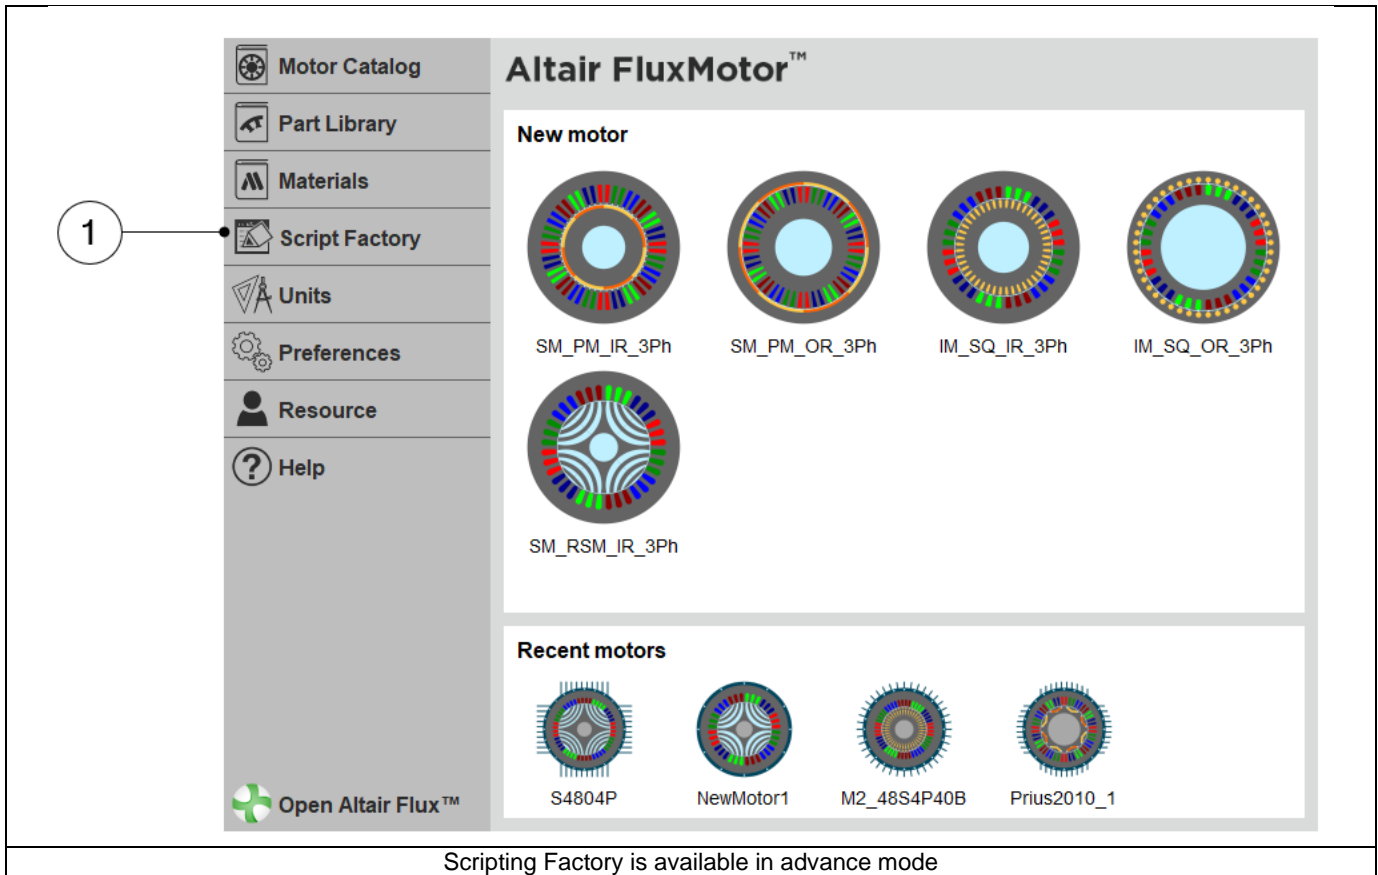 Motor Catalog
Part Library
Materials
1
Script Factory
Units
Preferences
Resource
? Help
Open Altair Flux™
Altair FluxMotor™
New motor
SM_PM_IR_3Ph
SM_PM_OR_3Ph
IM_SQ_IR_3Ph
IM_SQ_OR_3Ph
SM_RSM_IR_3Ph
Recent motors
S4804P
NewMotor1
M2_48S4P40B
Prius2010_1
Scripting Factory is available in advance mode